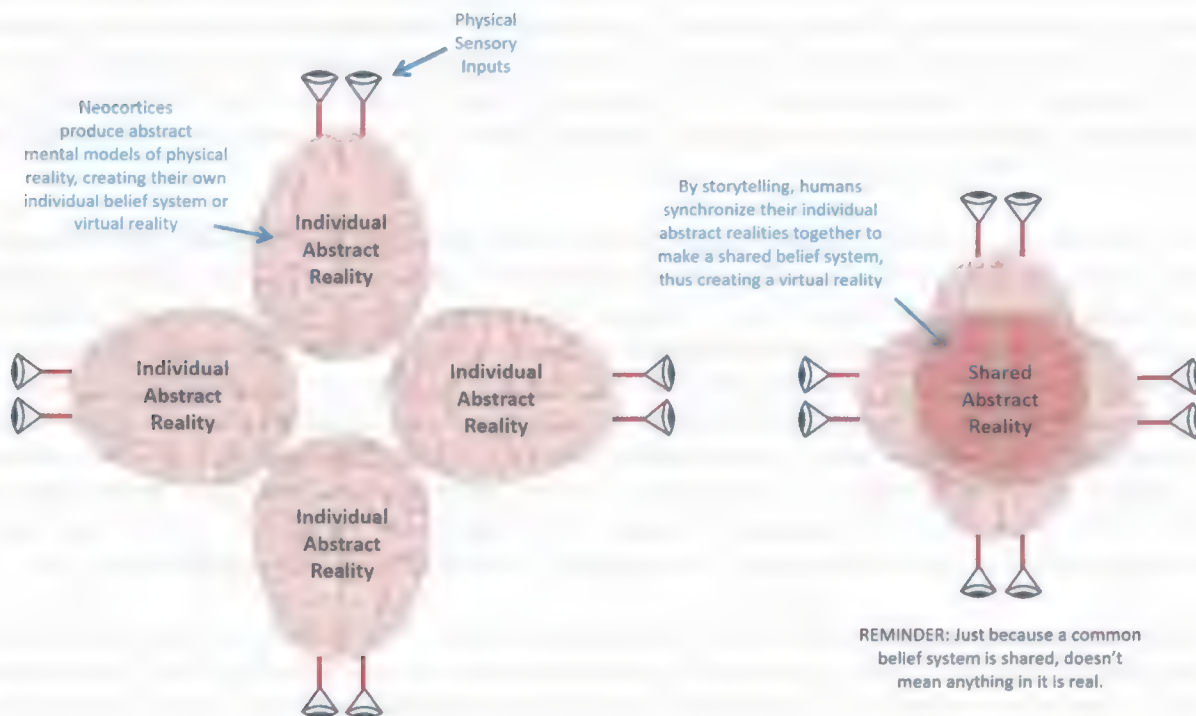 Physical
Sensory
Inputs
Neocortices
produce abstract
mental models of physical
reality, creating their own
individual belief system or
virtual reality
Individual
Abstract
Reality
Individual
Abstract
Reality
Individual
Abstract
Reality
Individual
Abstract
Reality
By storytelling, humans
synchronize their individual
abstract realities together to
make a shared belief system,
thus creating a virtual reality
Shared
Abstract
Reality
REMINDER: Just because a common
belief system is shared, doesn't
mean anything in it is real.